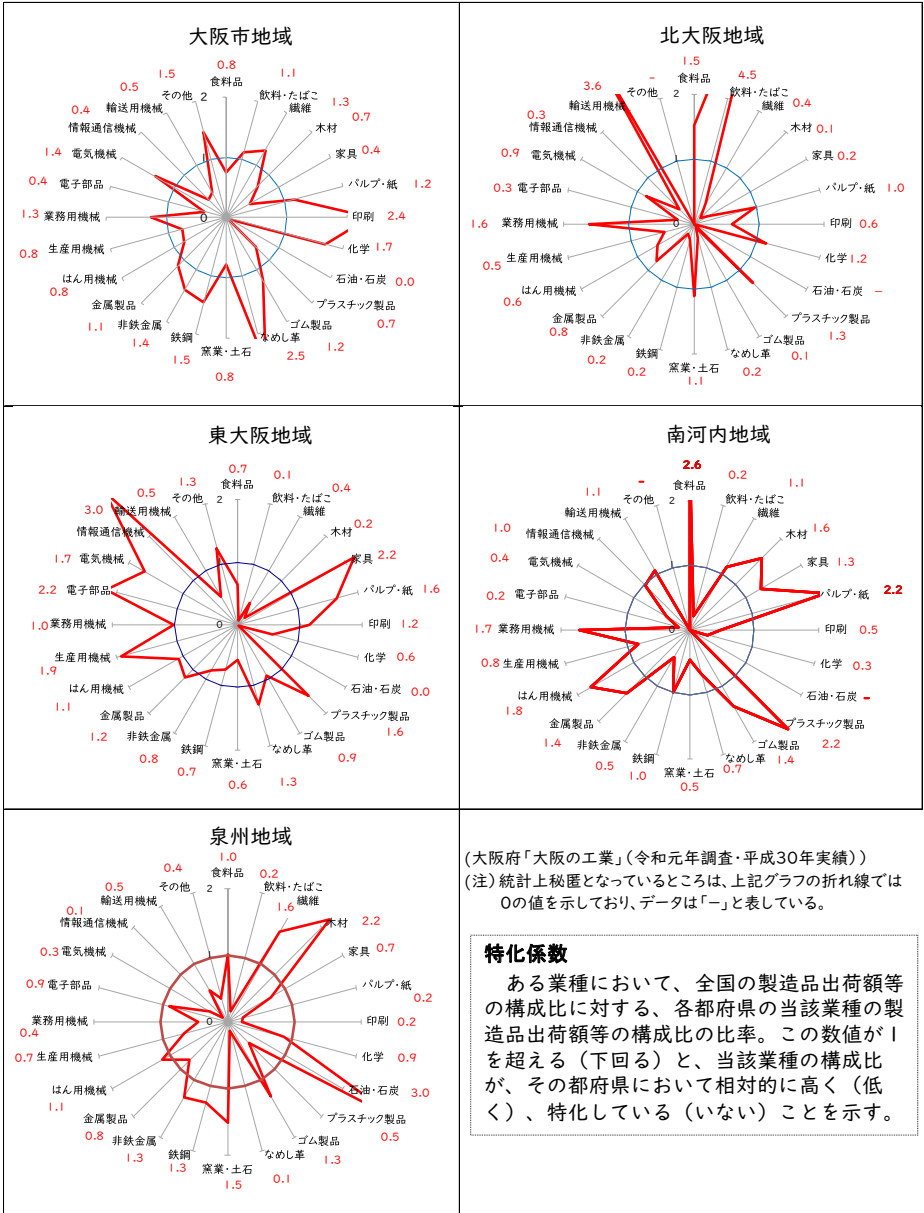 大阪市地域
0.8
食料品
1.1
飲料・たばこ
繊維
1.3
木材
0.7
家具
0.4
パルプ・紙
1.2
印刷
2.4
化学
1.7
石油・石炭
0.0
プラスチック製品
0.7
ゴム製品
1.2
なめし革
2.5
窯業・土石
0.8
鉄鋼
1.5
非鉄金属
1.4
金属製品
1.1
はん用機械
0.8
生産用機械
0.8
業務用機械
1.3
電子部品
0.4
電気機械
1.4
情報通信機械
0.4
輸送用機械
0.5
その他
1.5
2
1
0
北大阪地域
1.5
食料品
4.5
飲料・たばこ
繊維
0.4
木材
0.1
家具
0.2
パルプ・紙
1.0
印刷
0.6
化学
1.2
石油・石炭
－
プラスチック製品
1.3
ゴム製品
0.1
なめし革
0.2
窯業・土石
1.1
鉄鋼
0.2
非鉄金属
0.2
金属製品
0.8
はん用機械
0.6
生産用機械
0.5
業務用機械
1.6
電子部品
0.3
電気機械
0.9
情報通信機械
0.3
輸送用機械
3.6
その他
-
2
1
0
東大阪地域
0.7
食料品
0.1
飲料・たばこ
繊維
0.4
木材
0.2
家具
2.2
パルプ・紙
1.6
印刷
1.2
化学
0.6
石油・石炭
0.0
プラスチック製品
1.6
ゴム製品
0.9
なめし革
1.3
窯業・土石
0.6
鉄鋼
0.7
非鉄金属
0.8
金属製品
1.2
はん用機械
1.1
生産用機械
1.9
業務用機械
1.0
電子部品
2.2
電気機械
1.7
情報通信機械
3.0
輸送用機械
0.5
その他
1.3
2
1
0
南河内地域
2.6
食料品
0.2
飲料・たばこ
繊維
1.1
木材
1.6
家具
1.3
パルプ・紙
2.2
印刷
0.5
化学
0.3
石油・石炭
-
プラスチック製品
2.2
ゴム製品
1.4
なめし革
0.7
窯業・土石
0.5
鉄鋼
1.0
非鉄金属
0.5
金属製品
1.4
はん用機械
1.8
生産用機械
0.8
業務用機械
1.7
電子部品
0.2
電気機械
0.4
情報通信機械
1.0
輸送用機械
1.1
その他
-
2
1
0
泉州地域
1.0
食料品
0.2
飲料・たばこ
繊維
1.6
木材
2.2
家具
0.7
パルプ・紙
0.2
印刷
0.2
化学
0.9
石油・石炭
3.0
プラスチック製品
0.5
ゴム製品
1.3
なめし革
0.1
窯業・土石
1.5
鉄鋼
1.3
非鉄金属
1.3
金属製品
0.8
はん用機械
1.1
生産用機械
0.7
業務用機械
0.4
電子部品
0.9
電気機械
0.3
情報通信機械
0.1
輸送用機械
0.5
その他
0.4
2
1
0
(大阪府「大阪の工業」(令和元年調査・平成30年実績))
(注) 統計上秘匿となっているところは、上記グラフの折れ線では
0の値を示しており、データは「－」と表している。
特化係数
ある業種において、全国の製造品出荷額等
の構成比に対する、各都府県の当該業種の製
造品出荷額等の構成比の比率。この数値が１
を超える（下回る）と、当該業種の構成比
が、その都府県において相対的に高く（低
く）、特化している（いない）ことを示す。